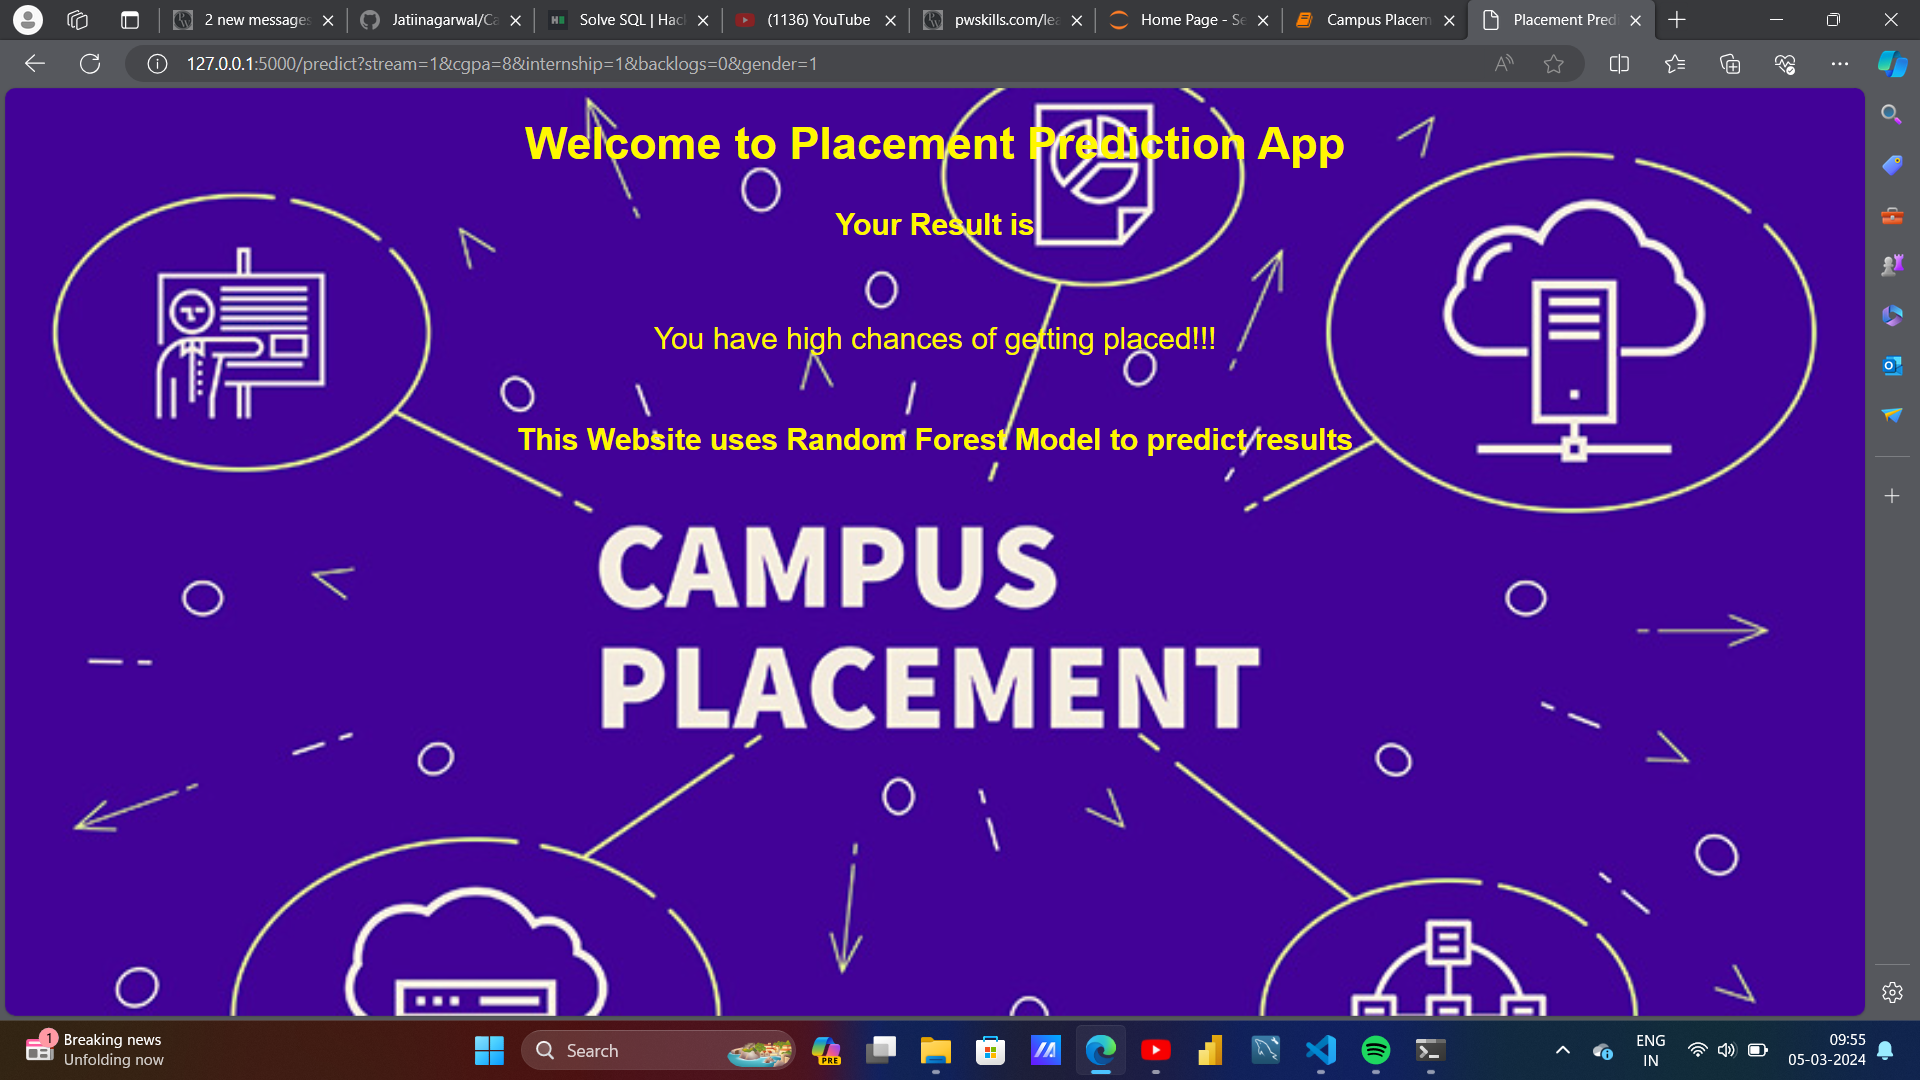 2 new messages
Jatiinagarwal/Ca
Solve SQL | Hac
(1136) YouTube
pwskills.com/lea
Home Page - Se
Campus Placem
Placement Pred
127.0.0.1:5000/predict?stream=1&cgpa=8&internship=1&backlogs=0&gender=1
Welcome to Placement Prediction App
Your Result is
You have high chances of getting placed!!!
This Website uses Random Forest Model to predict results
CAMPUS
PLACEMENT
1
Breaking news
Unfolding now
Search
PRE
ENG
IN
09:55
05-03-2024